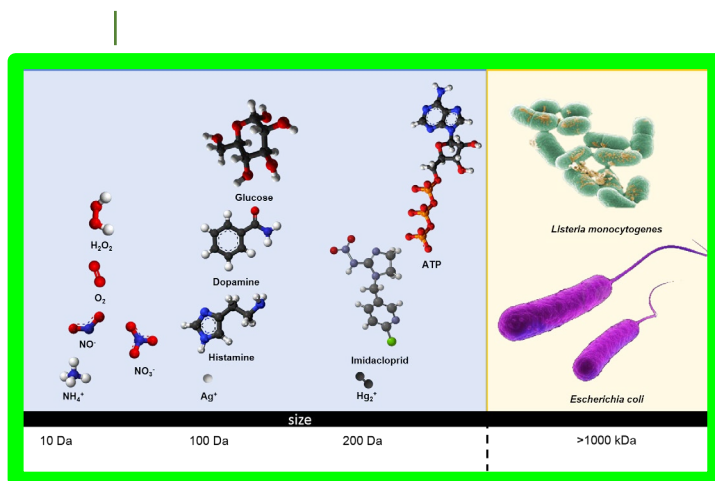 Glucose
H₂O₂
Dopamine
O₂
ATP
Listeria monocytogenes
NO⁻
NO₃⁻
Histamine
Imidacloprid
NH₄⁺
Ag⁺
Hg₂⁺
Escherichia coli
size
10 Da
100 Da
200 Da
>1000 kDa